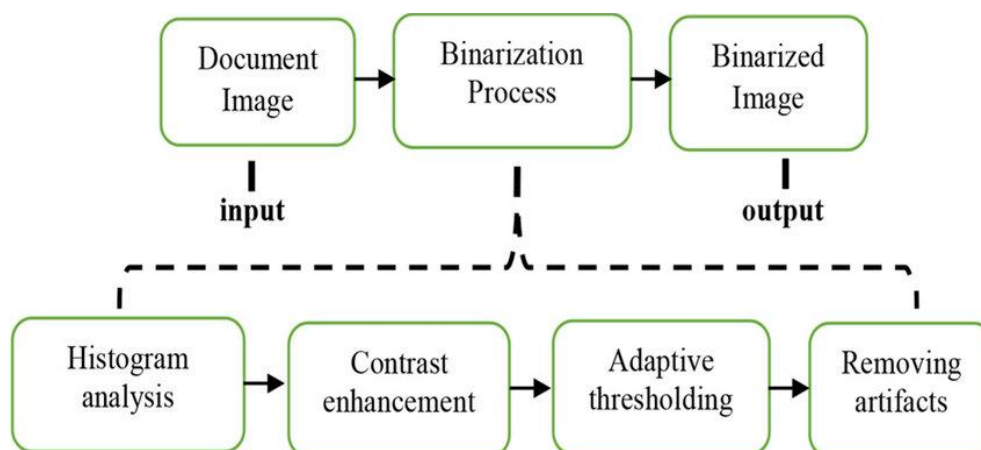 Document
Image
Binarization
Process
Binarized
Image
input
output
Histogram
analysis
Contrast
enhancement
Adaptive
thresholding
Removing
artifacts